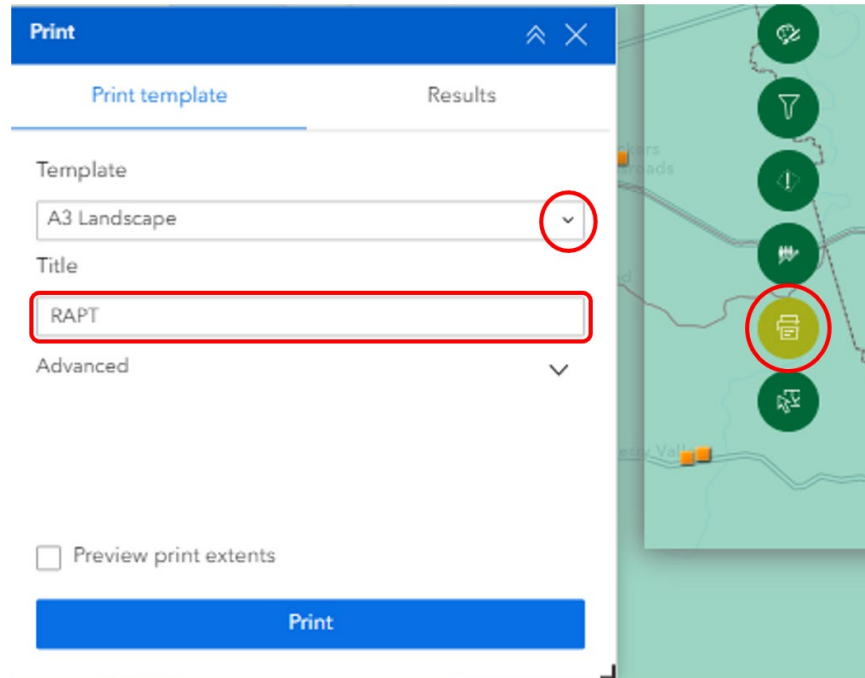 Print
Print template
Results
Template
A3 Landscape
Title
RAPT
Advanced
Preview print extents
Print